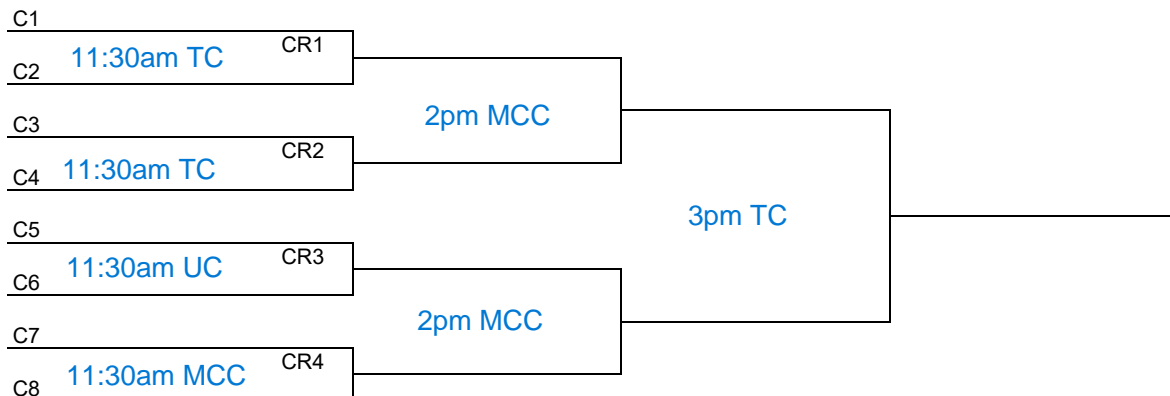 C1
11:30am TC
CR1
C2
2pm MCC
C3
11:30am TC
CR2
C4
3pm TC
C5
11:30am UC
CR3
C6
2pm MCC
C7
11:30am MCC
CR4
C8